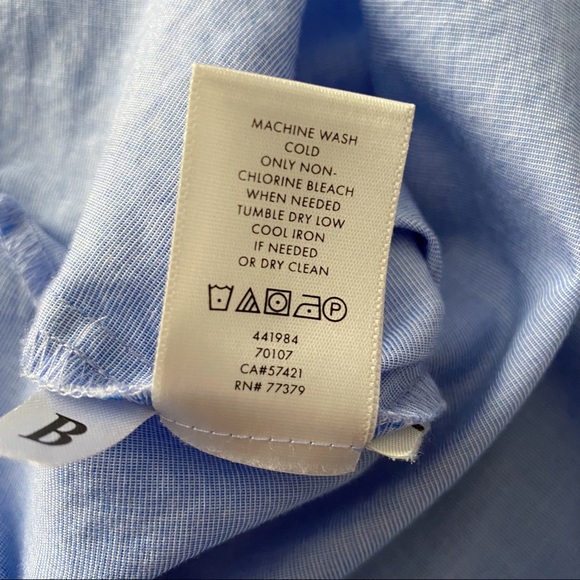 MACHINE WASH
COLD
ONLY NON-
CHLORINE BLEACH
WHEN NEEDED
TUMBLE DRY LOW
COOL IRON
IF NEEDED
OR DRY CLEAN
P
441984
70107
CA#57421
RN# 77379
B